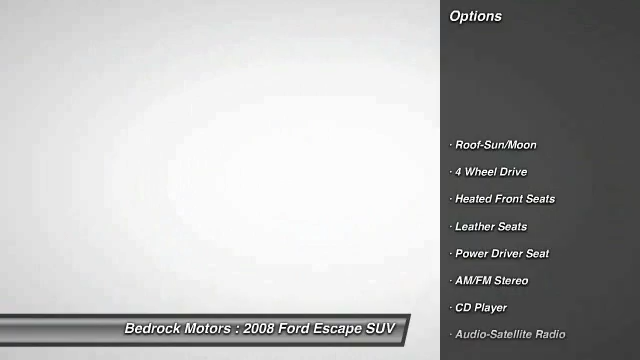 Options
· Roof-Sun/Moon
· 4 Wheel Drive
· Heated Front Seats
· Leather Seats
· Power Driver Seat
· AM/FM Stereo
· CD Player
· Audio-Satellite Radio
Bedrock Motors : 2008 Ford Escape SUV